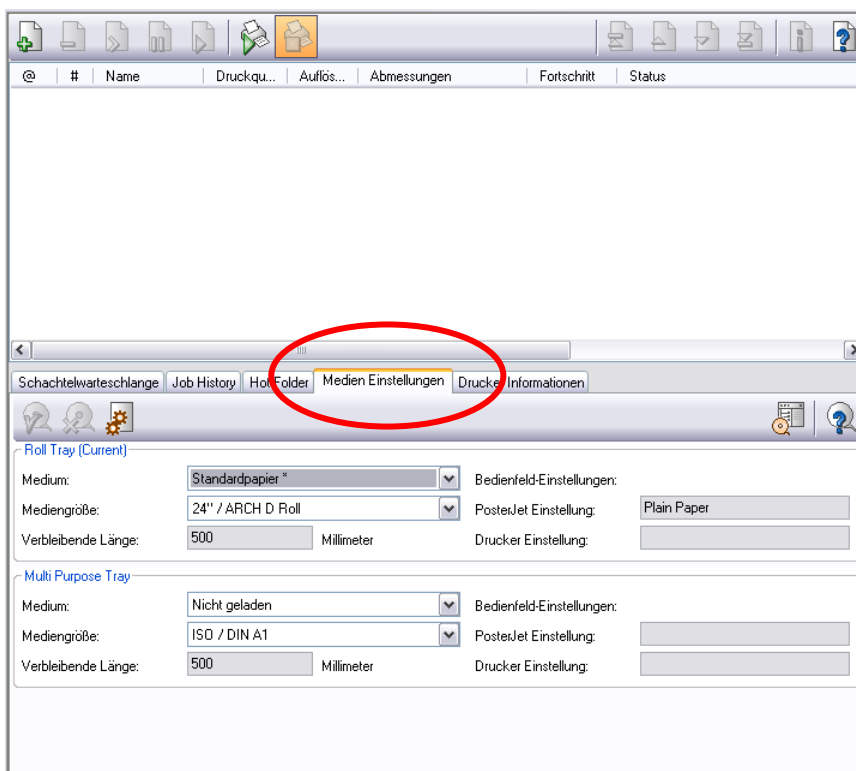 @ # Name Druckqu... Auflös... Abmessungen Fortschritt Status
Schachtelwarteschlange Job History Hot Folder Medien Einstellungen Drucker Informationen
Roll Tray (Current)
Medium: Standardpapier * Bedienfeld-Einstellungen:
Mediengröße: 24'' / ARCH D Roll PosterJet Einstellung: Plain Paper
Verbleibende Länge: 500 Millimeter Drucker Einstellung:
Multi Purpose Tray
Medium: Nicht geladen Bedienfeld-Einstellungen:
Mediengröße: ISO / DIN A1 PosterJet Einstellung:
Verbleibende Länge: 500 Millimeter Drucker Einstellung: